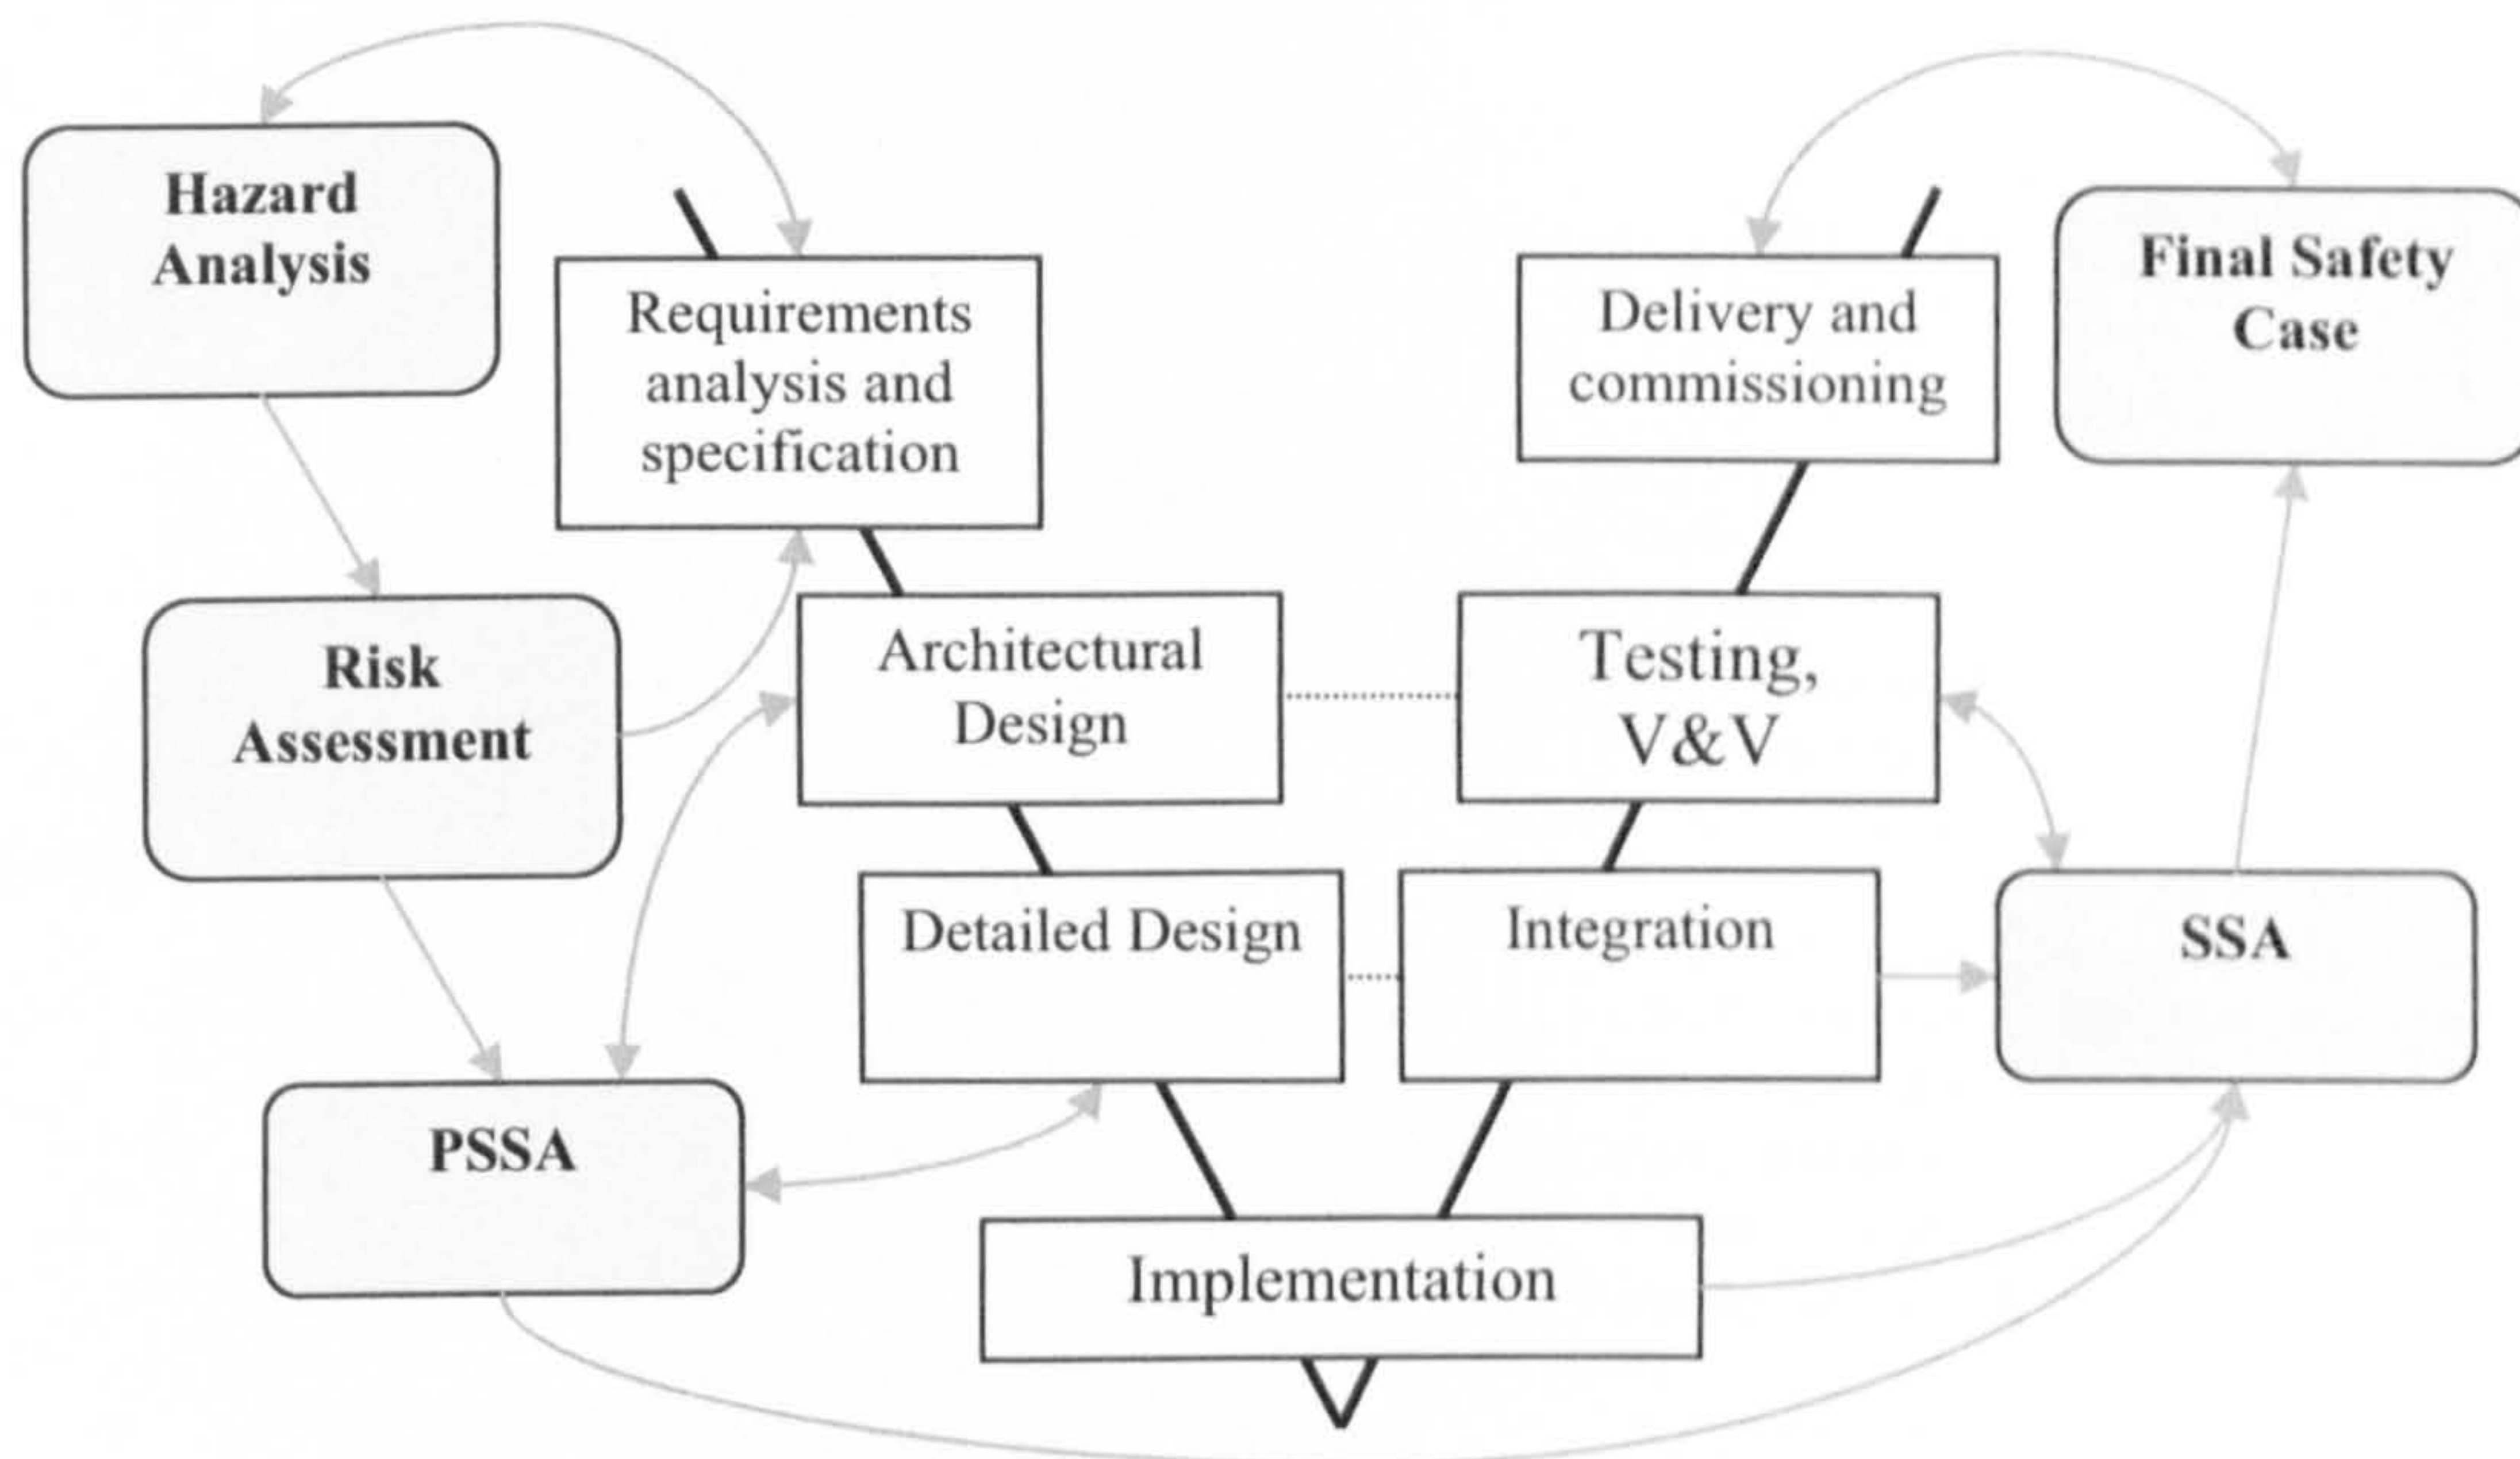 Hazard
Analysis
Requirements
analysis and
specification
Delivery and
commissioning
Final Safety
Case
Risk
Assessment
Architectural
Design
Testing,
V&V
Detailed Design
Integration
SSA
PSSA
Implementation